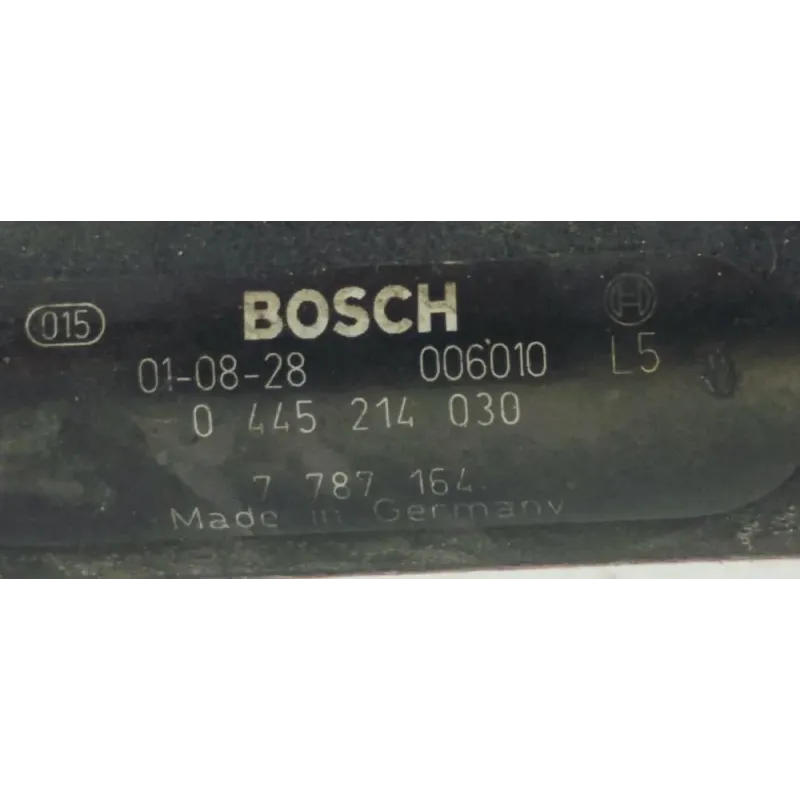 015
BOSCH
01-08-28 006010 L5
0 445 214 030
7 787 164
Made in Germany